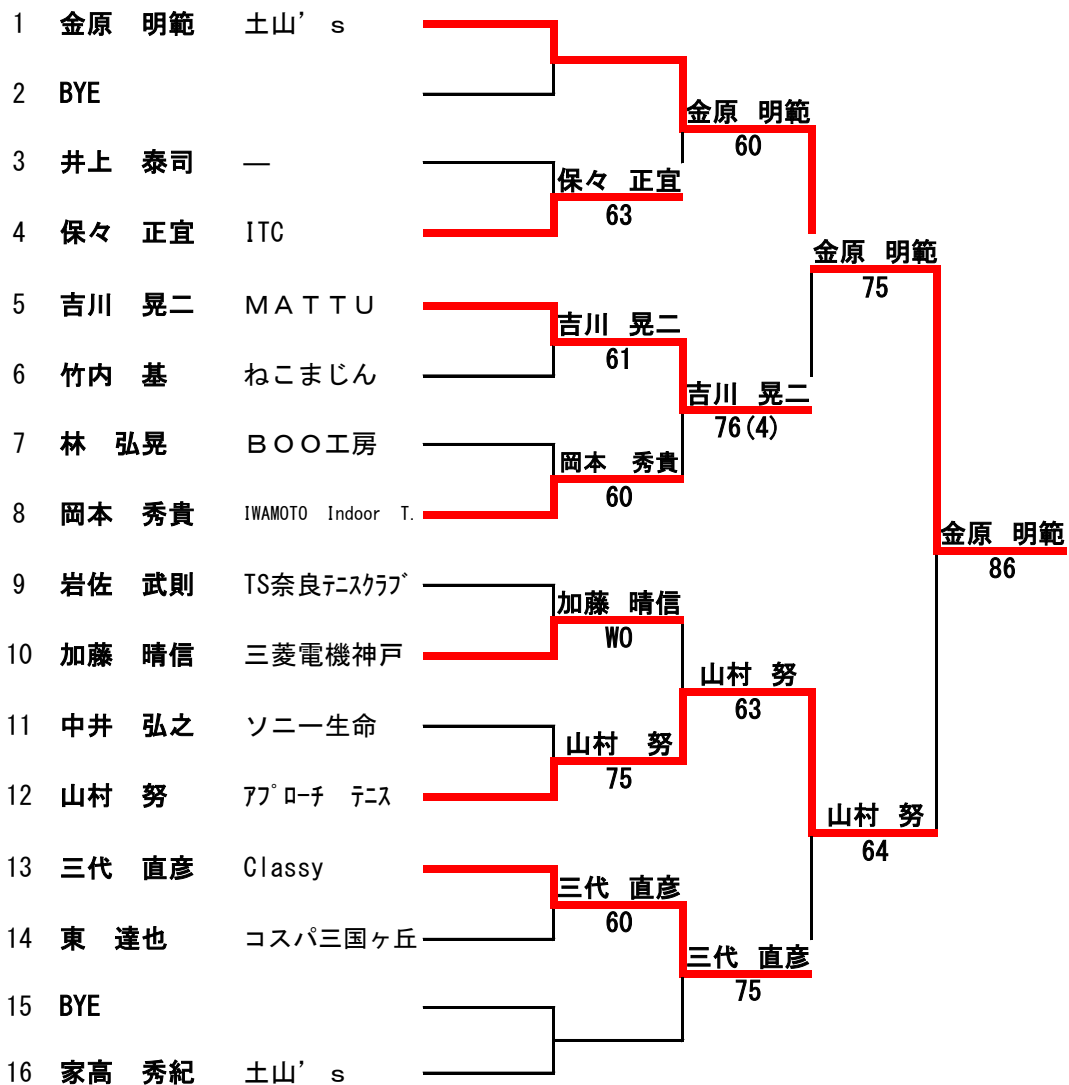 1 金原 明範 土山’s
2 BYE
金原 明範
60
3 井上 泰司 ―
保々 正宜
63
4 保々 正宜 ITC
金原 明範
75
5 吉川 晃二 ＭＡＴＴＵ
吉川 晃二
61
6 竹内 基 ねこまじん
吉川 晃二
76(4)
7 林 弘晃 ＢＯＯ工房
岡本 秀貴
60
8 岡本 秀貴 IWAMOTO Indoor T.
金原 明範
86
9 岩佐 武則 TS奈良ﾃﾆｽｸﾗﾌﾞ
加藤 晴信
WO
10 加藤 晴信 三菱電機神戸
山村 努
63
11 中井 弘之 ソニー生命
山村 努
75
12 山村 努 ｱﾌﾟﾛｰﾁ ﾃﾆｽ
山村 努
64
13 三代 直彦 Classy
三代 直彦
60
14 東 達也 コスパ三国ヶ丘
三代 直彦
75
15 BYE
16 家高 秀紀 土山’s